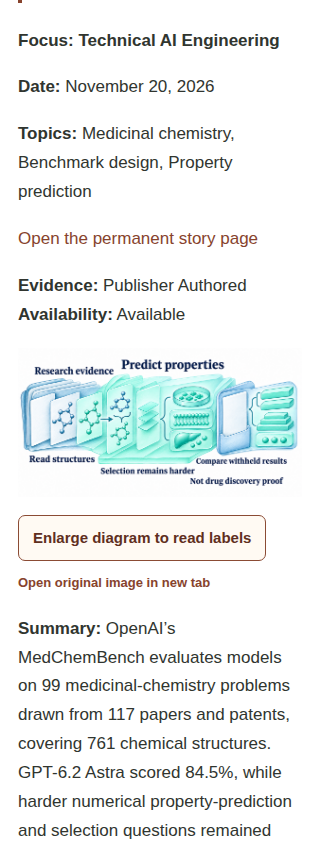 Focus: Technical AI Engineering
Date: November 20, 2026
Topics: Medicinal chemistry,
Benchmark design, Property
prediction
Open the permanent story page
Evidence: Publisher Authored
Availability: Available
Research evidence
Predict properties
Read structures
Selection remains harder
Compare withheld results
Not drug discovery proof
Enlarge diagram to read labels
Open original image in new tab
Summary: OpenAI’s
MedChemBench evaluates models
on 99 medicinal-chemistry problems
drawn from 117 papers and patents,
covering 761 chemical structures.
GPT-6.2 Astra scored 84.5%, while
harder numerical property-prediction
and selection questions remained